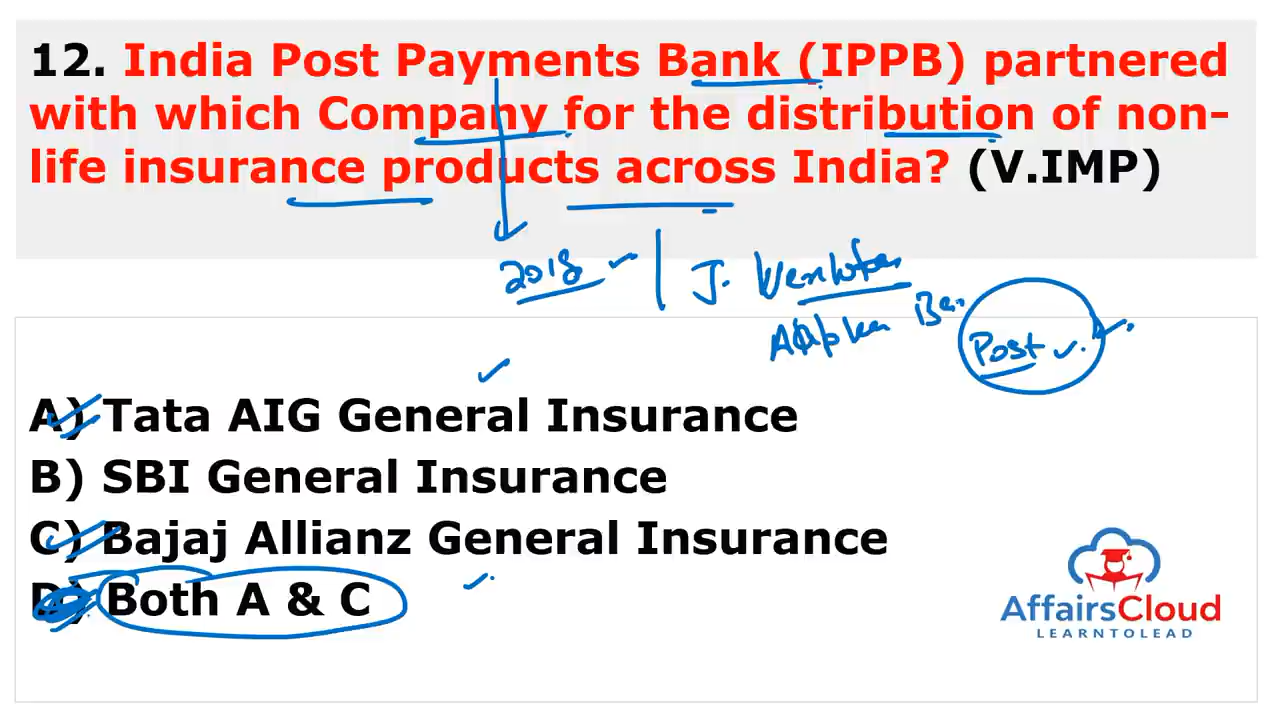 12. India Post Payments Bank (IPPB) partnered
with which Company for the distribution of non-
life insurance products across India? (V.IMP)
2018
J.
Post
A) Tata AIG General Insurance
B) SBI General Insurance
C) Bajaj Allianz General Insurance
D) Both A & C
AffairsCloud
LEARNTOLEAD